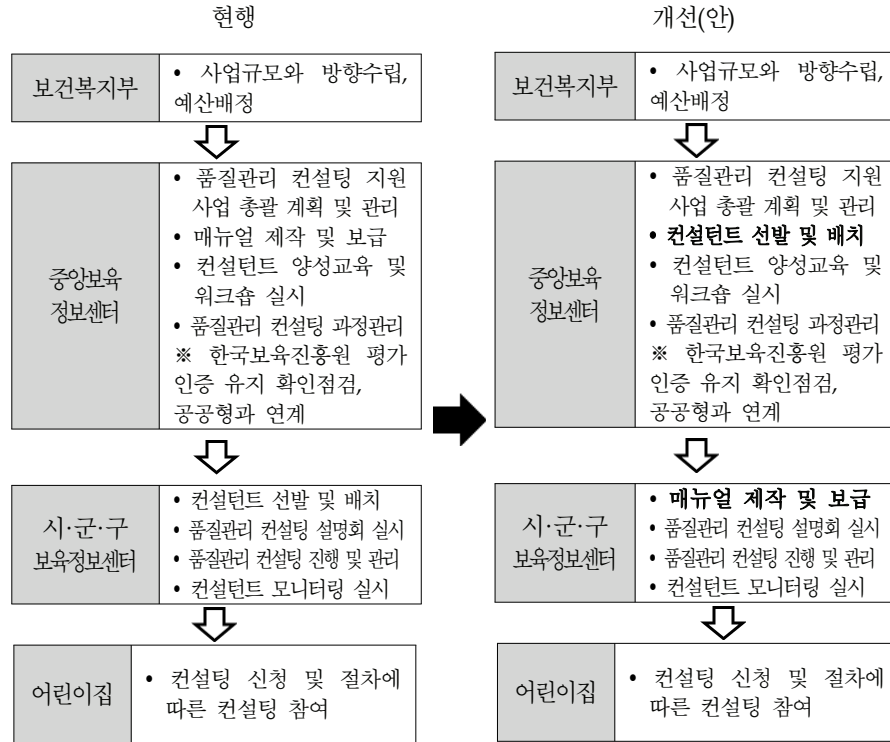 현행
보건복지부
• 사업규모와 방향수립,
예산배정
중앙보육
정보센터
• 품질관리 컨설팅 지원
사업 총괄 계획 및 관리
• 매뉴얼 제작 및 보급
• 컨설턴트 양성교육 및
워크숍 실시
• 품질관리 컨설팅 과정관리
※ 한국보육진흥원 평가
인증 유지 확인점검,
공공형과 연계
시·군·구
보육정보센터
• 컨설턴트 선발 및 배치
• 품질관리 컨설팅 설명회 실시
• 품질관리 컨설팅 진행 및 관리
• 컨설턴트 모니터링 실시
어린이집
• 컨설팅 신청 및 절차에
따른 컨설팅 참여
개선(안)
보건복지부
• 사업규모와 방향수립,
예산배정
중앙보육
정보센터
• 품질관리 컨설팅 지원
사업 총괄 계획 및 관리
• 컨설턴트 선발 및 배치
• 컨설턴트 양성교육 및
워크숍 실시
• 품질관리 컨설팅 과정관리
※ 한국보육진흥원 평가
인증 유지 확인점검,
공공형과 연계
시·군·구
보육정보센터
• 매뉴얼 제작 및 보급
• 품질관리 컨설팅 설명회 실시
• 품질관리 컨설팅 진행 및 관리
• 컨설턴트 모니터링 실시
어린이집
• 컨설팅 신청 및 절차에
따른 컨설팅 참여